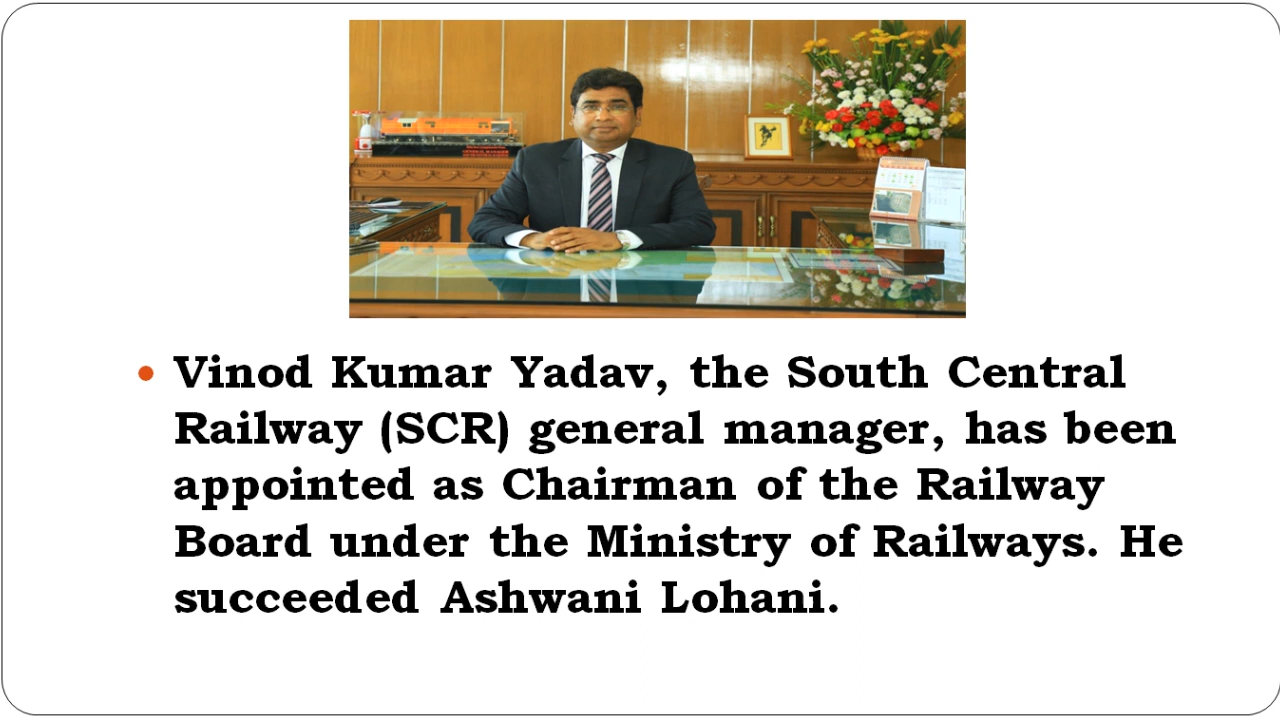 Vinod Kumar Yadav, the South Central
Railway (SCR) general manager, has been
appointed as Chairman of the Railway
Board under the Ministry of Railways. He
succeeded Ashwani Lohani.